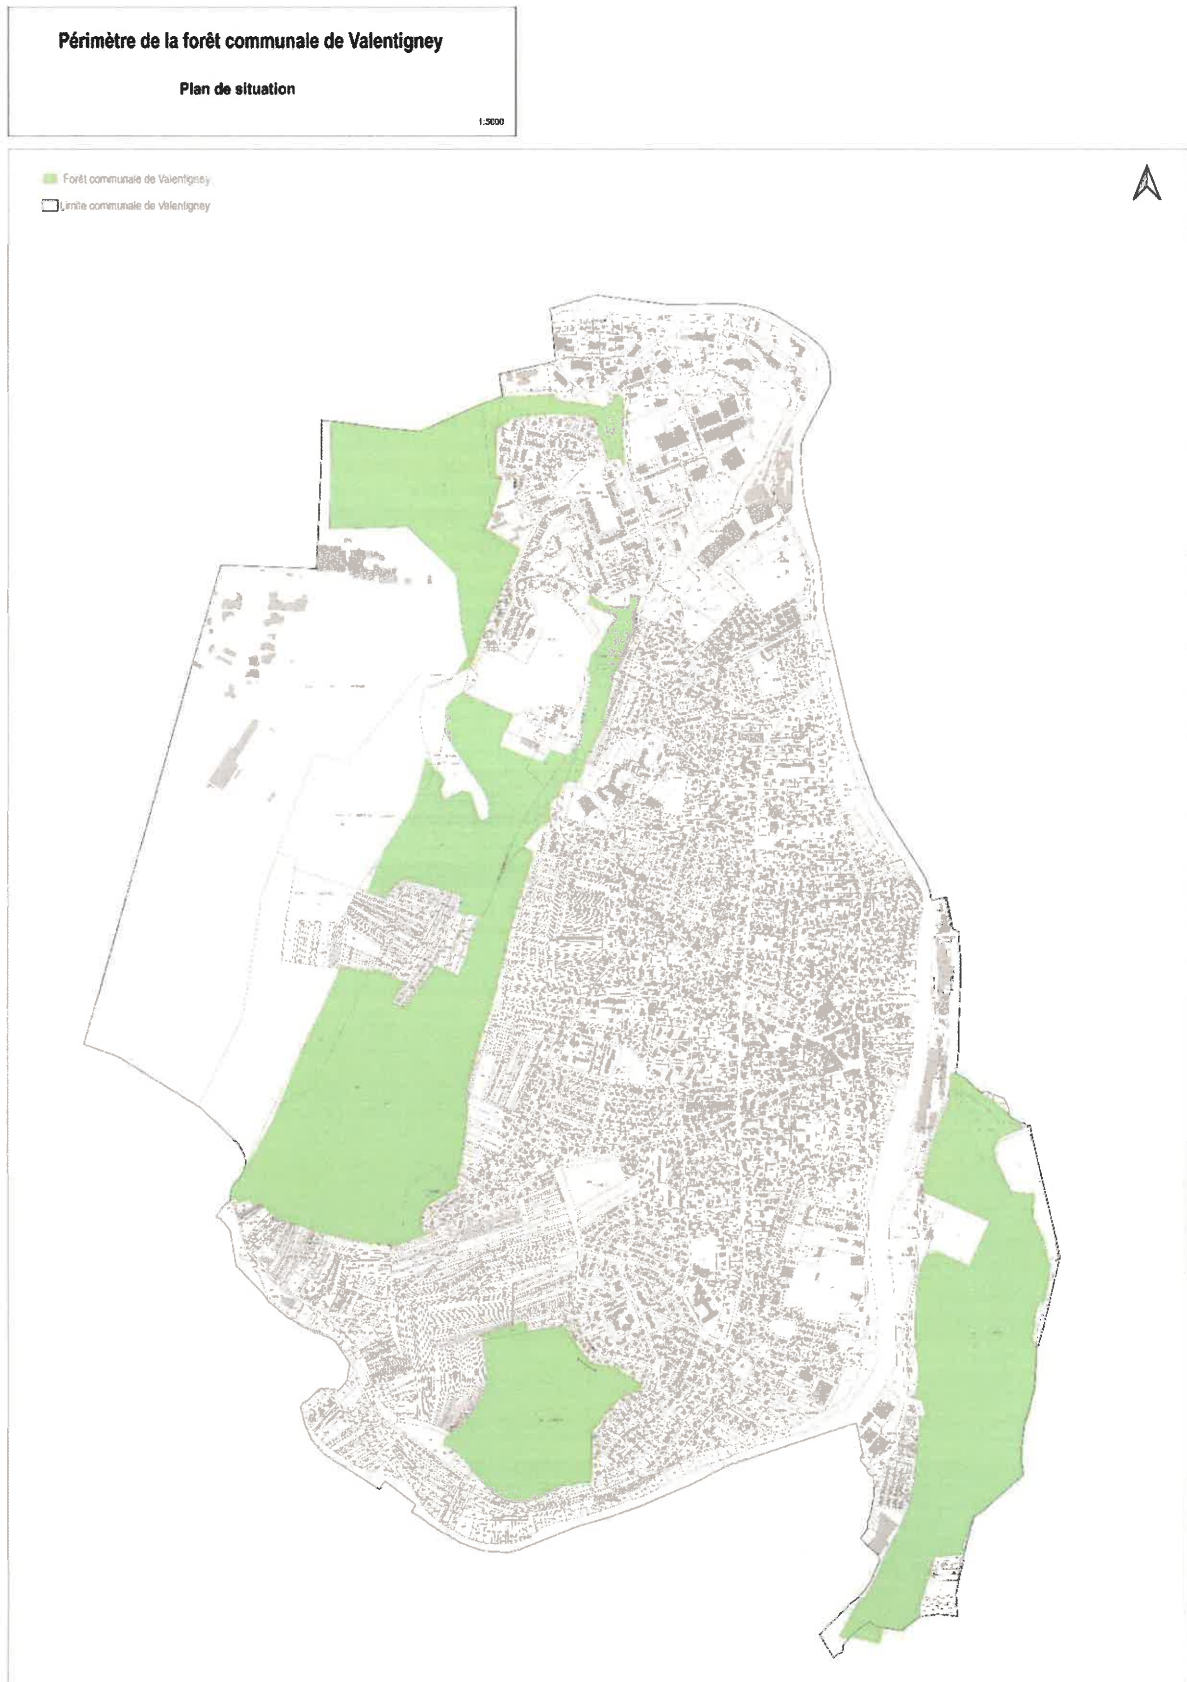 Périmètre de la forêt communale de Valentigney
Plan de situation
1:5000
Forêt communale de Valentigney
Limite communale de Valentigney